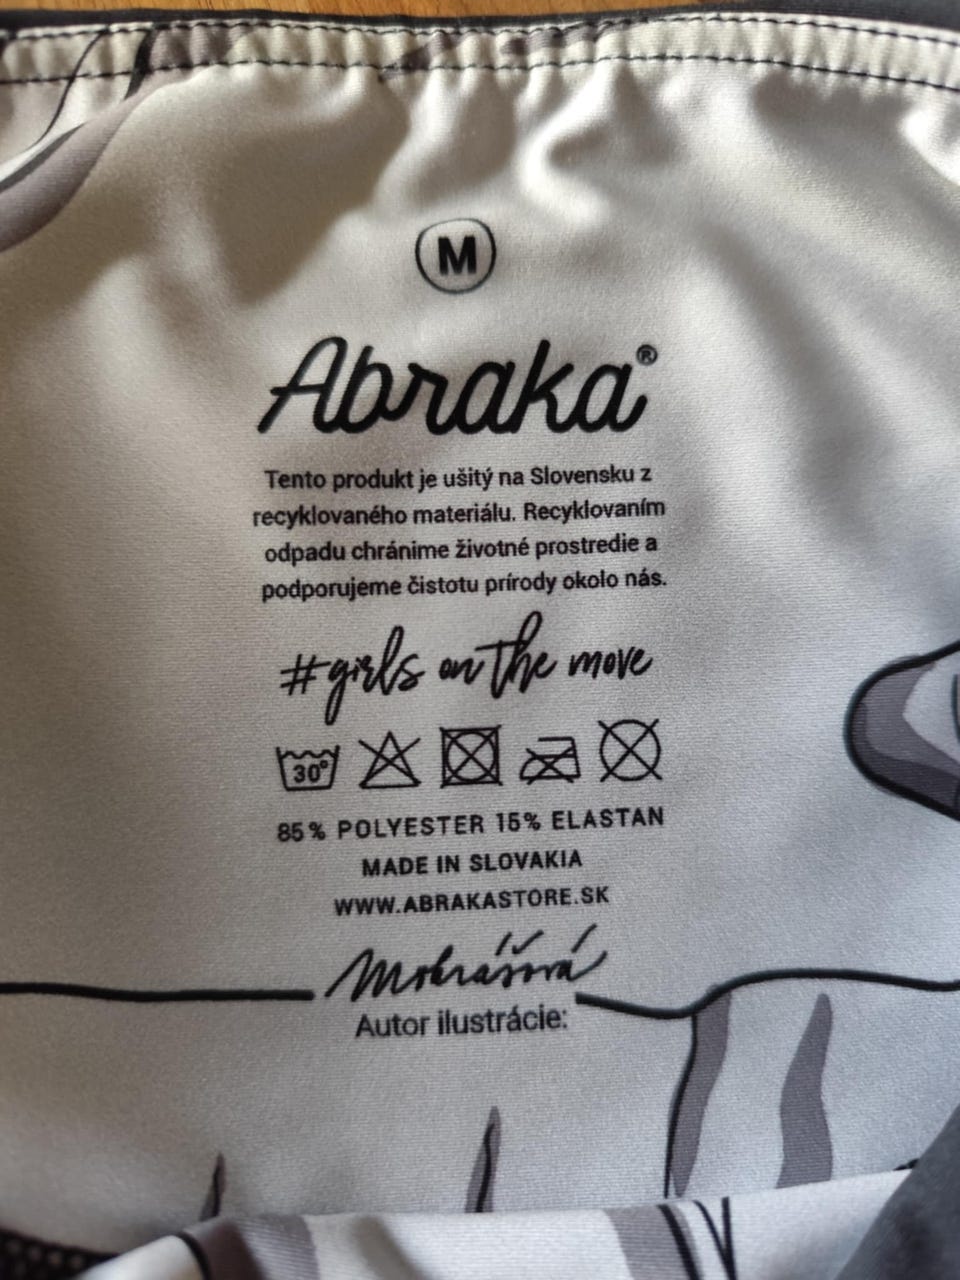 M
Abraka®
Tento produkt je ušitý na Slovensku z
recyklovaného materiálu. Recyklovaním
odpadu chránime životné prostredie a
podporujeme čistotu prírody okolo nás.
#girls on the move
30°
85% POLYESTER 15% ELASTAN
MADE IN SLOVAKIA
WWW.ABRAKASTORE.SK
Autor ilustrácie: